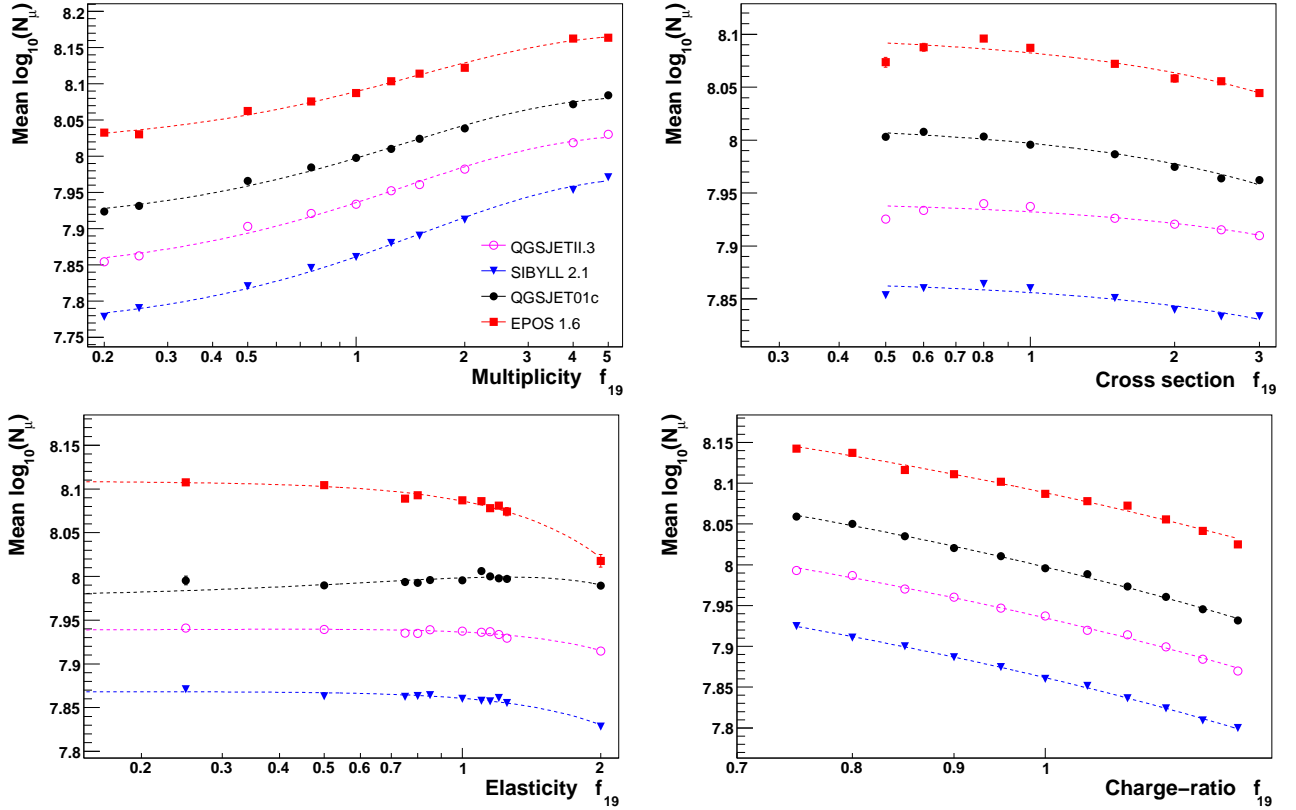 Mean log10(Nμ)
8.2
8.15
8.1
8.05
8
7.95
7.9
7.85
7.8
7.75
QGSJETII.3
SIBYLL 2.1
QGSJET01c
EPOS 1.6
0.2 0.3 0.4 0.5 1 2 3 4 5
Multiplicity f19
Mean log10(Nμ)
8.1
8.05
8
7.95
7.9
7.85
0.3 0.4 0.5 0.6 0.7 0.8 1 2 3
Cross section f19
Mean log10(Nμ)
8.15
8.1
8.05
8
7.95
7.9
7.85
7.8
0.2 0.3 0.4 0.5 0.6 0.7 1 2
Elasticity f19
Mean log10(Nμ)
8.15
8.1
8.05
8
7.95
7.9
7.85
7.8
0.7 0.8 0.9 1
Charge−ratio f19